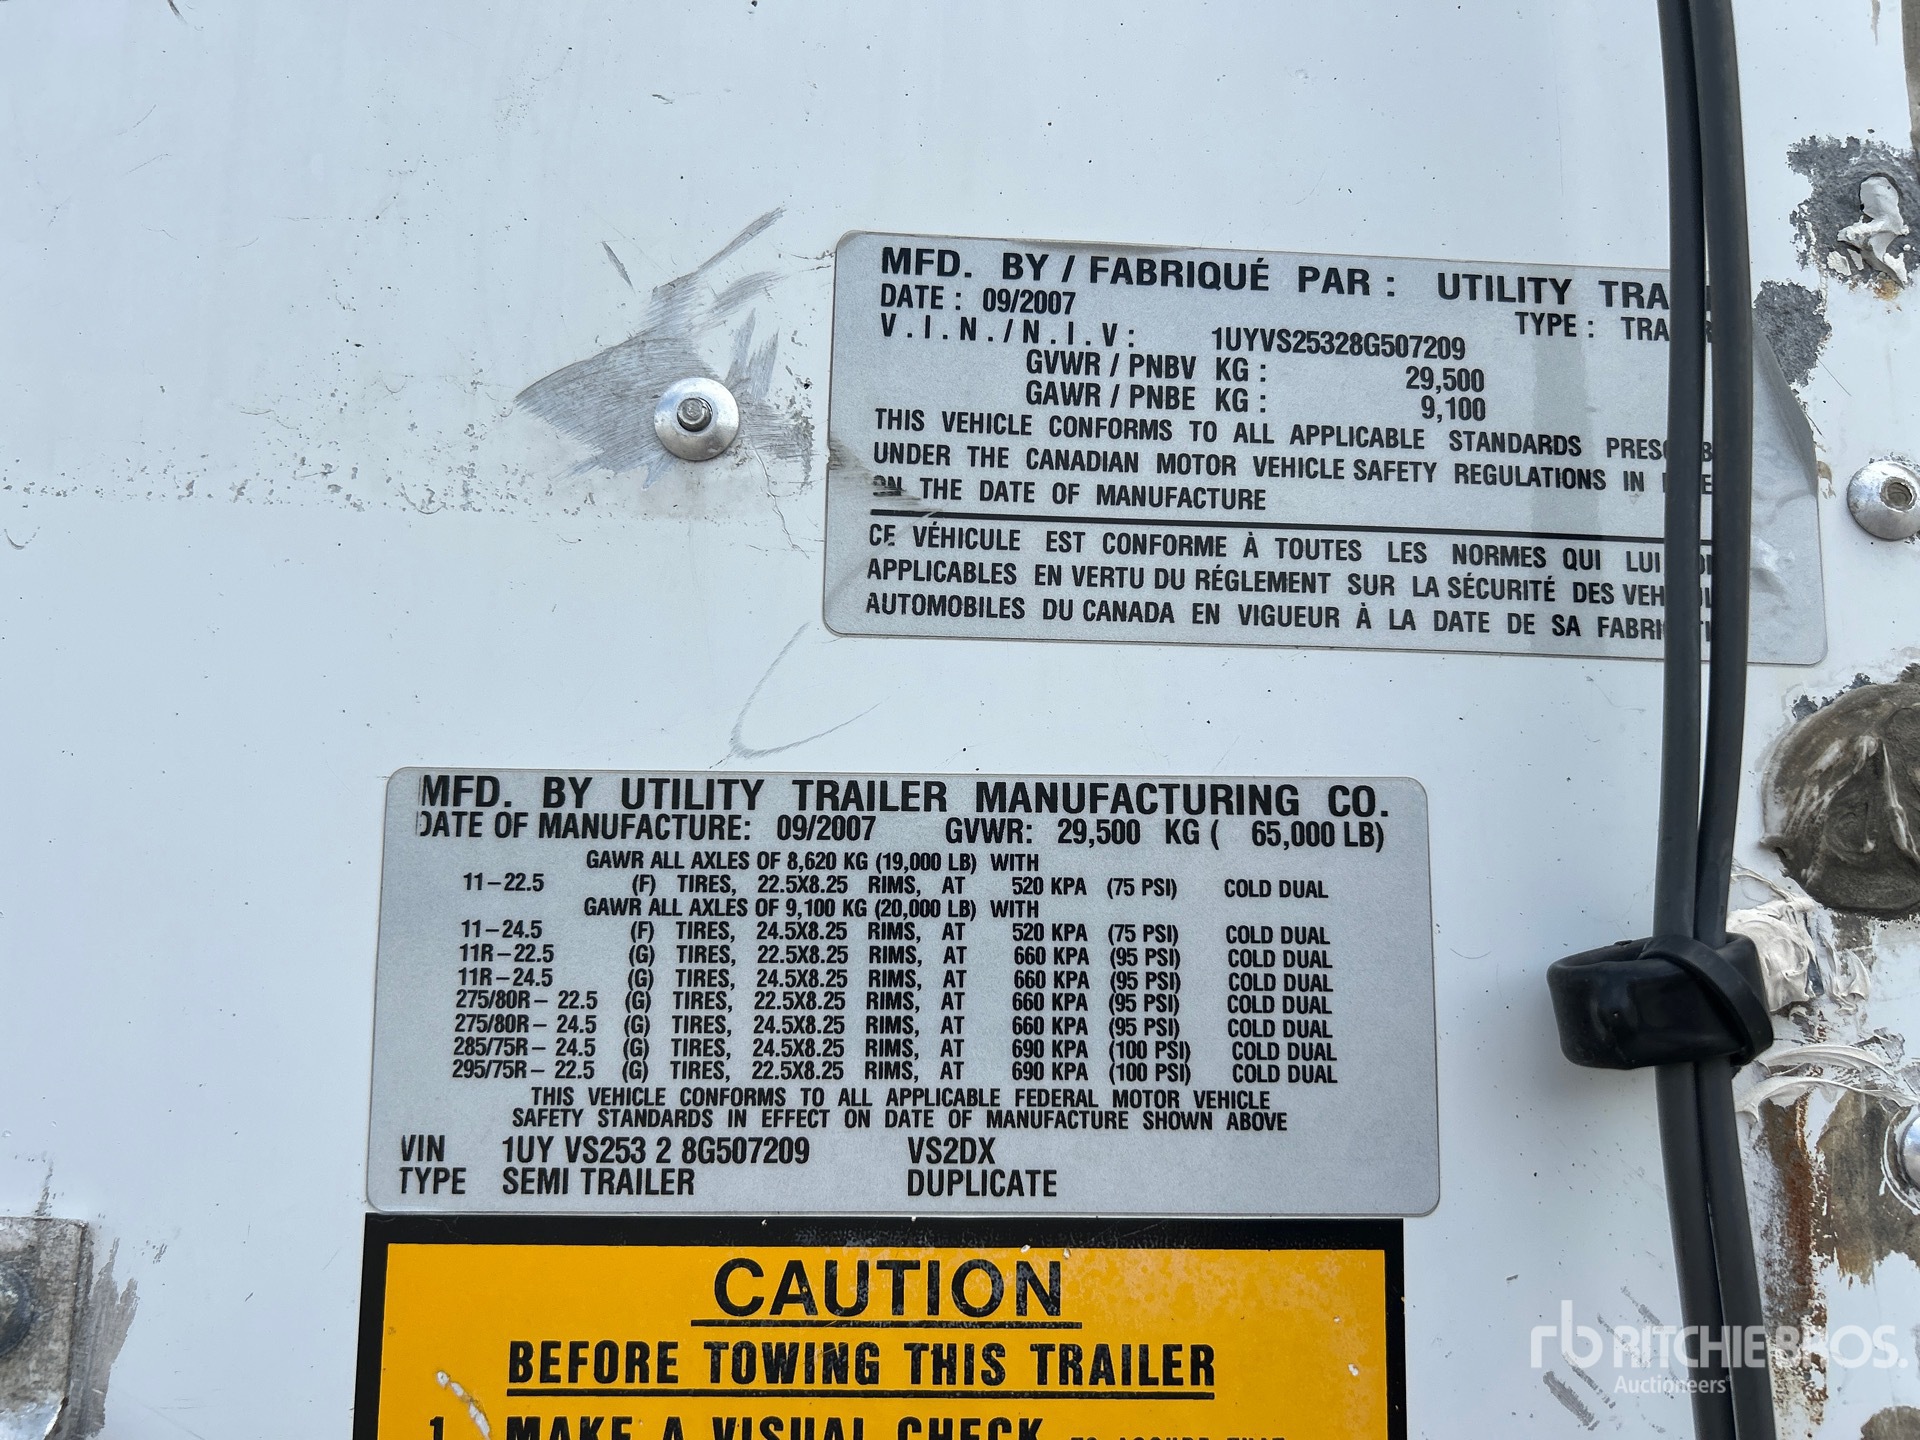 MFD. BY / FABRIQUÉ PAR : UTILITY
DATE : 09/2007 TYPE :
V.I.N./N.I.V: 1UYVS25328G507209
GVWR / PNBV KG : 29,500
GAWR / PNBE KG : 9,100
THIS VEHICLE CONFORMS TO ALL APPLICABLE STANDARDS
UNDER THE CANADIAN MOTOR VEHICLE SAFETY REGULATIONS IN
ON THE DATE OF MANUFACTURE
CE VÉHICULE EST CONFORME À TOUTES LES NORMES QUI LUI
APPLICABLES EN VERTU DU RÉGLEMENT SUR LA SÉCURITÉ DES
AUTOMOBILES DU CANADA EN VIGUEUR À LA DATE DE SA
MFD. BY UTILITY TRAILER MANUFACTURING CO.
DATE OF MANUFACTURE: 09/2007 GVWR: 29,500 KG ( 65,000 LB)
GAWR ALL AXLES OF 8,620 KG (19,000 LB) WITH
11-22.5 (F) TIRES, 22.5X8.25 RIMS, AT 520 KPA (75 PSI) COLD DUAL
GAWR ALL AXLES OF 9,100 KG (20,000 LB) WITH
11-24.5 (F) TIRES, 24.5X8.25 RIMS, AT 520 KPA (75 PSI) COLD DUAL
11R-22.5 (G) TIRES, 22.5X8.25 RIMS, AT 660 KPA (95 PSI) COLD DUAL
11R-24.5 (G) TIRES, 24.5X8.25 RIMS, AT 660 KPA (95 PSI) COLD DUAL
275/80R- 22.5 (G) TIRES, 22.5X8.25 RIMS, AT 660 KPA (95 PSI) COLD DUAL
275/80R- 24.5 (G) TIRES, 24.5X8.25 RIMS, AT 660 KPA (95 PSI) COLD DUAL
285/75R- 24.5 (G) TIRES, 24.5X8.25 RIMS, AT 690 KPA (100 PSI) COLD DUAL
295/75R- 22.5 (G) TIRES, 22.5X8.25 RIMS, AT 690 KPA (100 PSI) COLD DUAL
THIS VEHICLE CONFORMS TO ALL APPLICABLE FEDERAL MOTOR VEHICLE
SAFETY STANDARDS IN EFFECT ON DATE OF MANUFACTURE SHOWN ABOVE
VIN 1UY VS253 2 8G507209 VS2DX
TYPE SEMI TRAILER DUPLICATE
CAUTION
BEFORE TOWING THIS TRAILER
1. MAKE A VISUAL CHECK
rb RITCHIE BROS.
Auctioneers